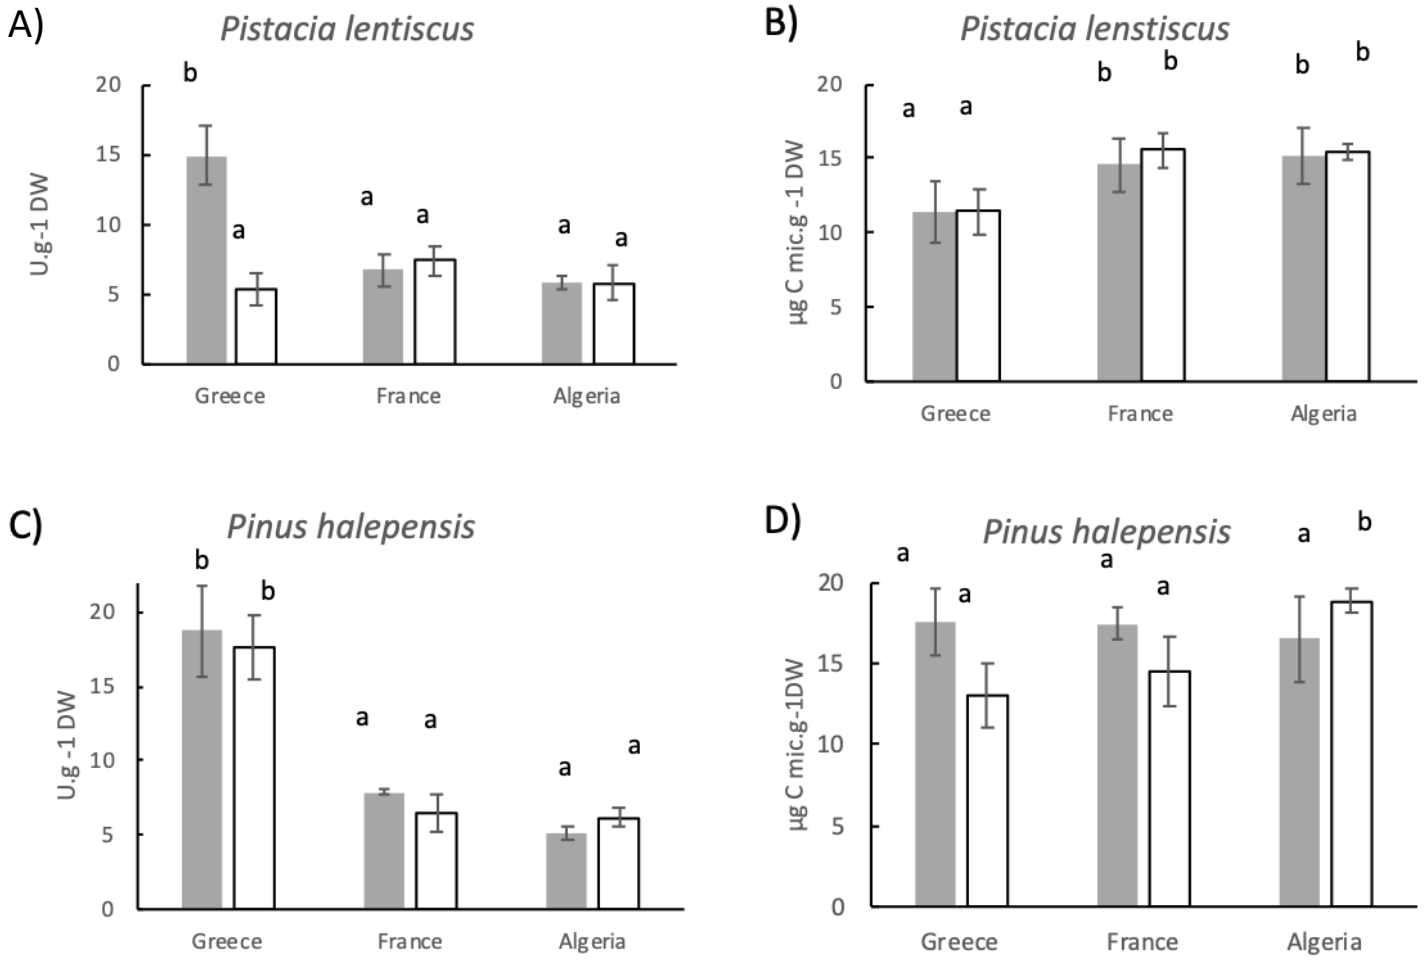 A)
Pistacia lentiscus
U.g-1 DW
20
15
10
5
0
b
a
a
a
a
a
Greece
France
Algeria
B)
Pistacia lenstiscus
µg C mic.g -1 DW
20
15
10
5
0
a
a
b
b
b
b
Greece
France
Algeria
C)
Pinus halepensis
U.g -1 DW
20
15
10
5
0
b
b
a
a
a
a
Greece
France
Algeria
D)
Pinus halepensis
µg C mic.g-1DW
20
15
10
5
0
a
a
a
a
a
b
Greece
France
Algeria